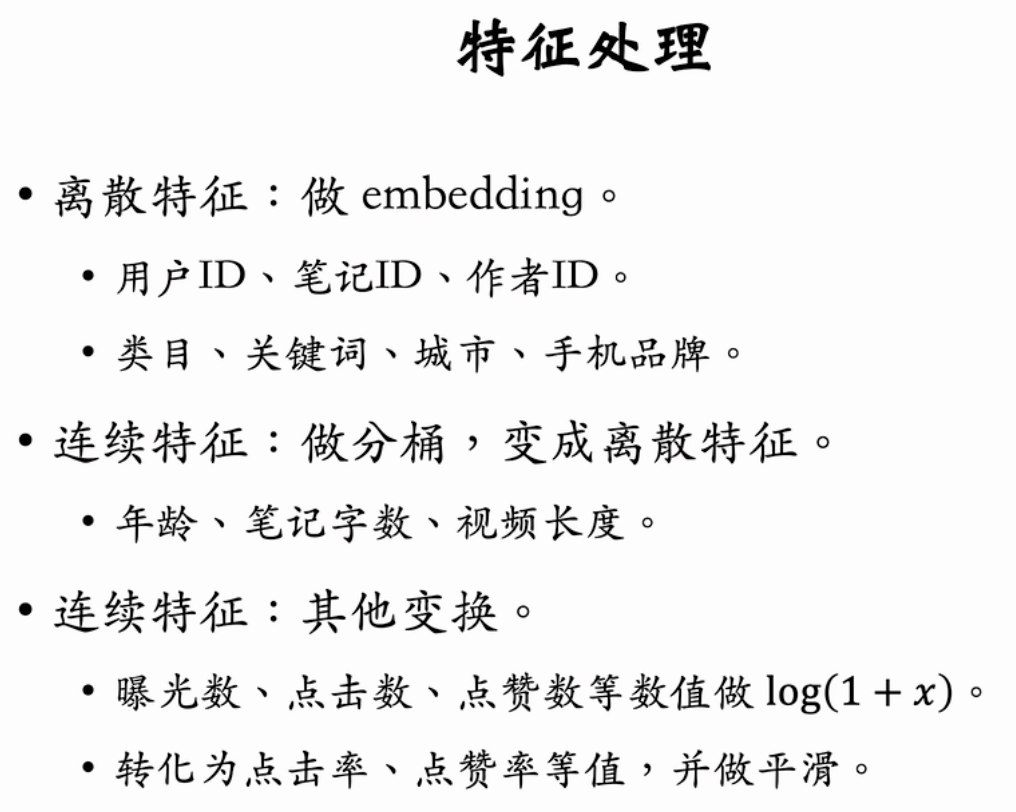 特征处理
• 离散特征：做 embedding。
• 用户ID、笔记ID、作者ID。
• 类目、关键词、城市、手机品牌。
• 连续特征：做分桶，变成离散特征。
• 年龄、笔记字数、视频长度。
• 连续特征：其他变换。
• 曝光数、点击数、点赞数等数值做 log(1 + x)。
• 转化为点击率、点赞率等值，并做平滑。